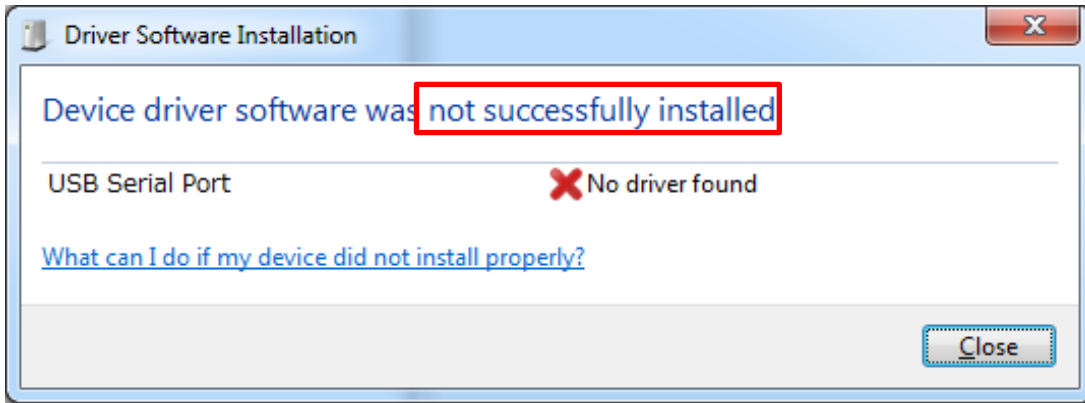 Driver Software Installation
Device driver software was not successfully installed
USB Serial Port No driver found
What can I do if my device did not install properly?
Close